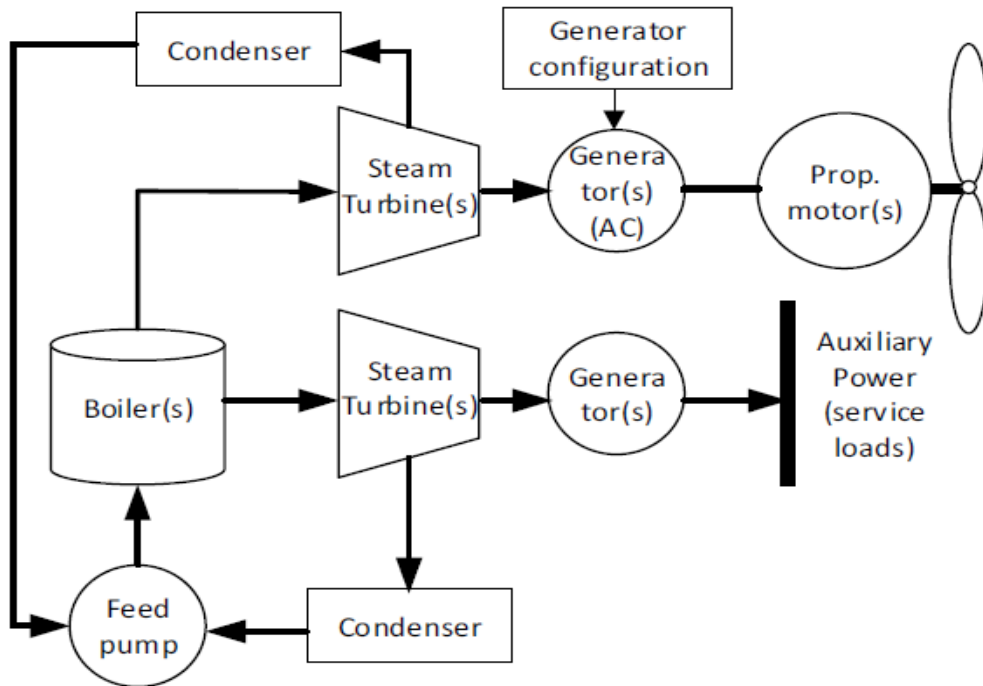 Condenser
Generator
configuration
Steam
Turbine(s)
Genera
tor(s)
(AC)
Prop.
motor(s)
Boiler(s)
Steam
Turbine(s)
Genera
tor(s)
Auxiliary
Power
(service
loads)
Feed
pump
Condenser